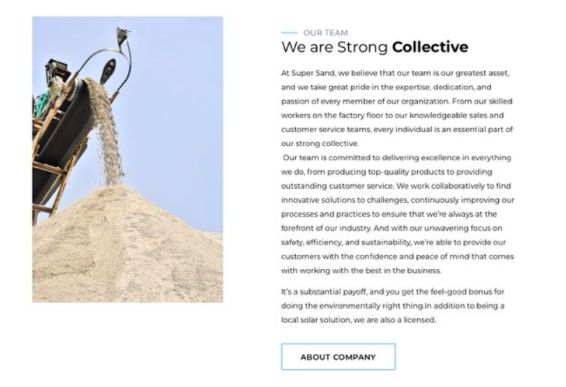 OUR TEAM
We are Strong Collective
At Super Sand, we believe that our team is our greatest asset,
and we take great pride in the expertise, dedication, and
passion of every member of our organization. From our skilled
workers on the factory floor to our knowledgeable sales and
customer service teams, every individual is an essential part of
our strong collective.
Our team is committed to delivering excellence in everything
we do, from producing top-quality products to providing
outstanding customer service. We work collaboratively to find
innovative solutions to challenges, continuously improving our
processes and practices to ensure that we're always at the
forefront of our industry. And with our unwavering focus on
safety, efficiency, and sustainability, we're able to provide our
customers with the confidence and peace of mind that comes
with working with the best in the business.
It's a substantial payoff, and you get the feel-good bonus for
doing the environmentally right thing.In addition to being a
local solar solution, we are also a licensed.
ABOUT COMPANY